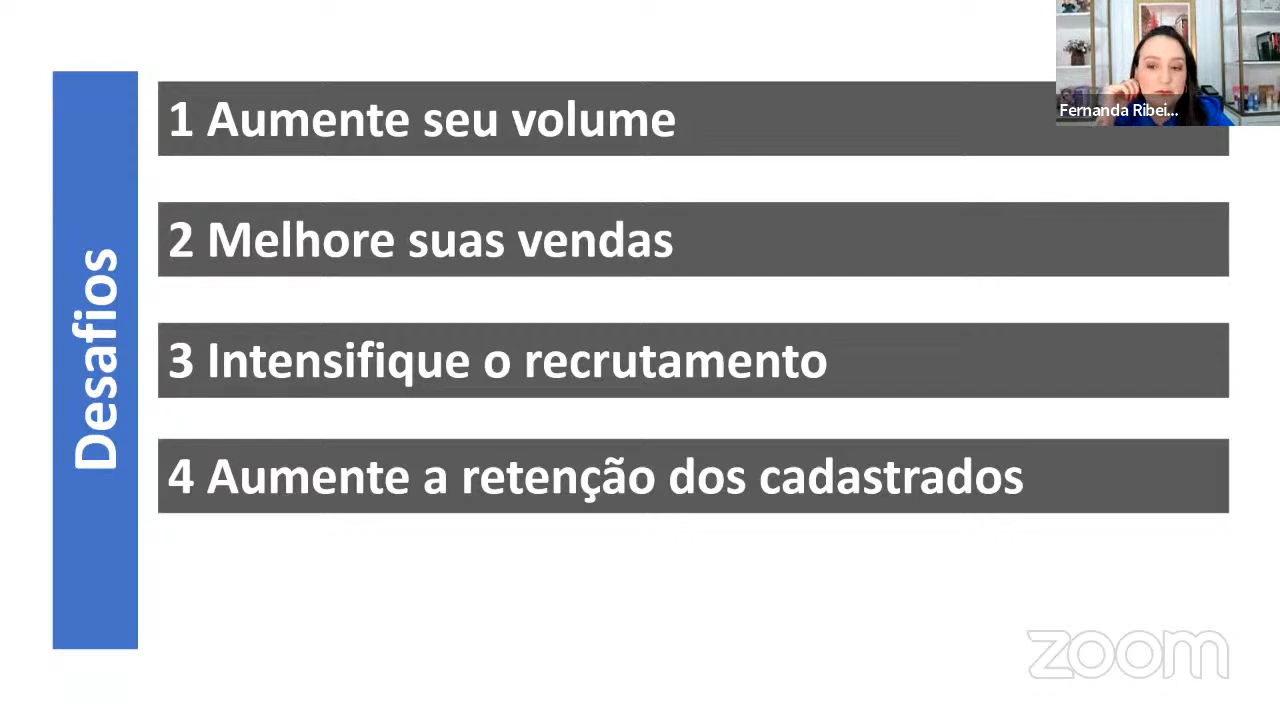 Desafios
1 Aumente seu volume
2 Melhore suas vendas
3 Intensifique o recrutamento
4 Aumente a retenção dos cadastrados
Fernanda Ribei...
zoom